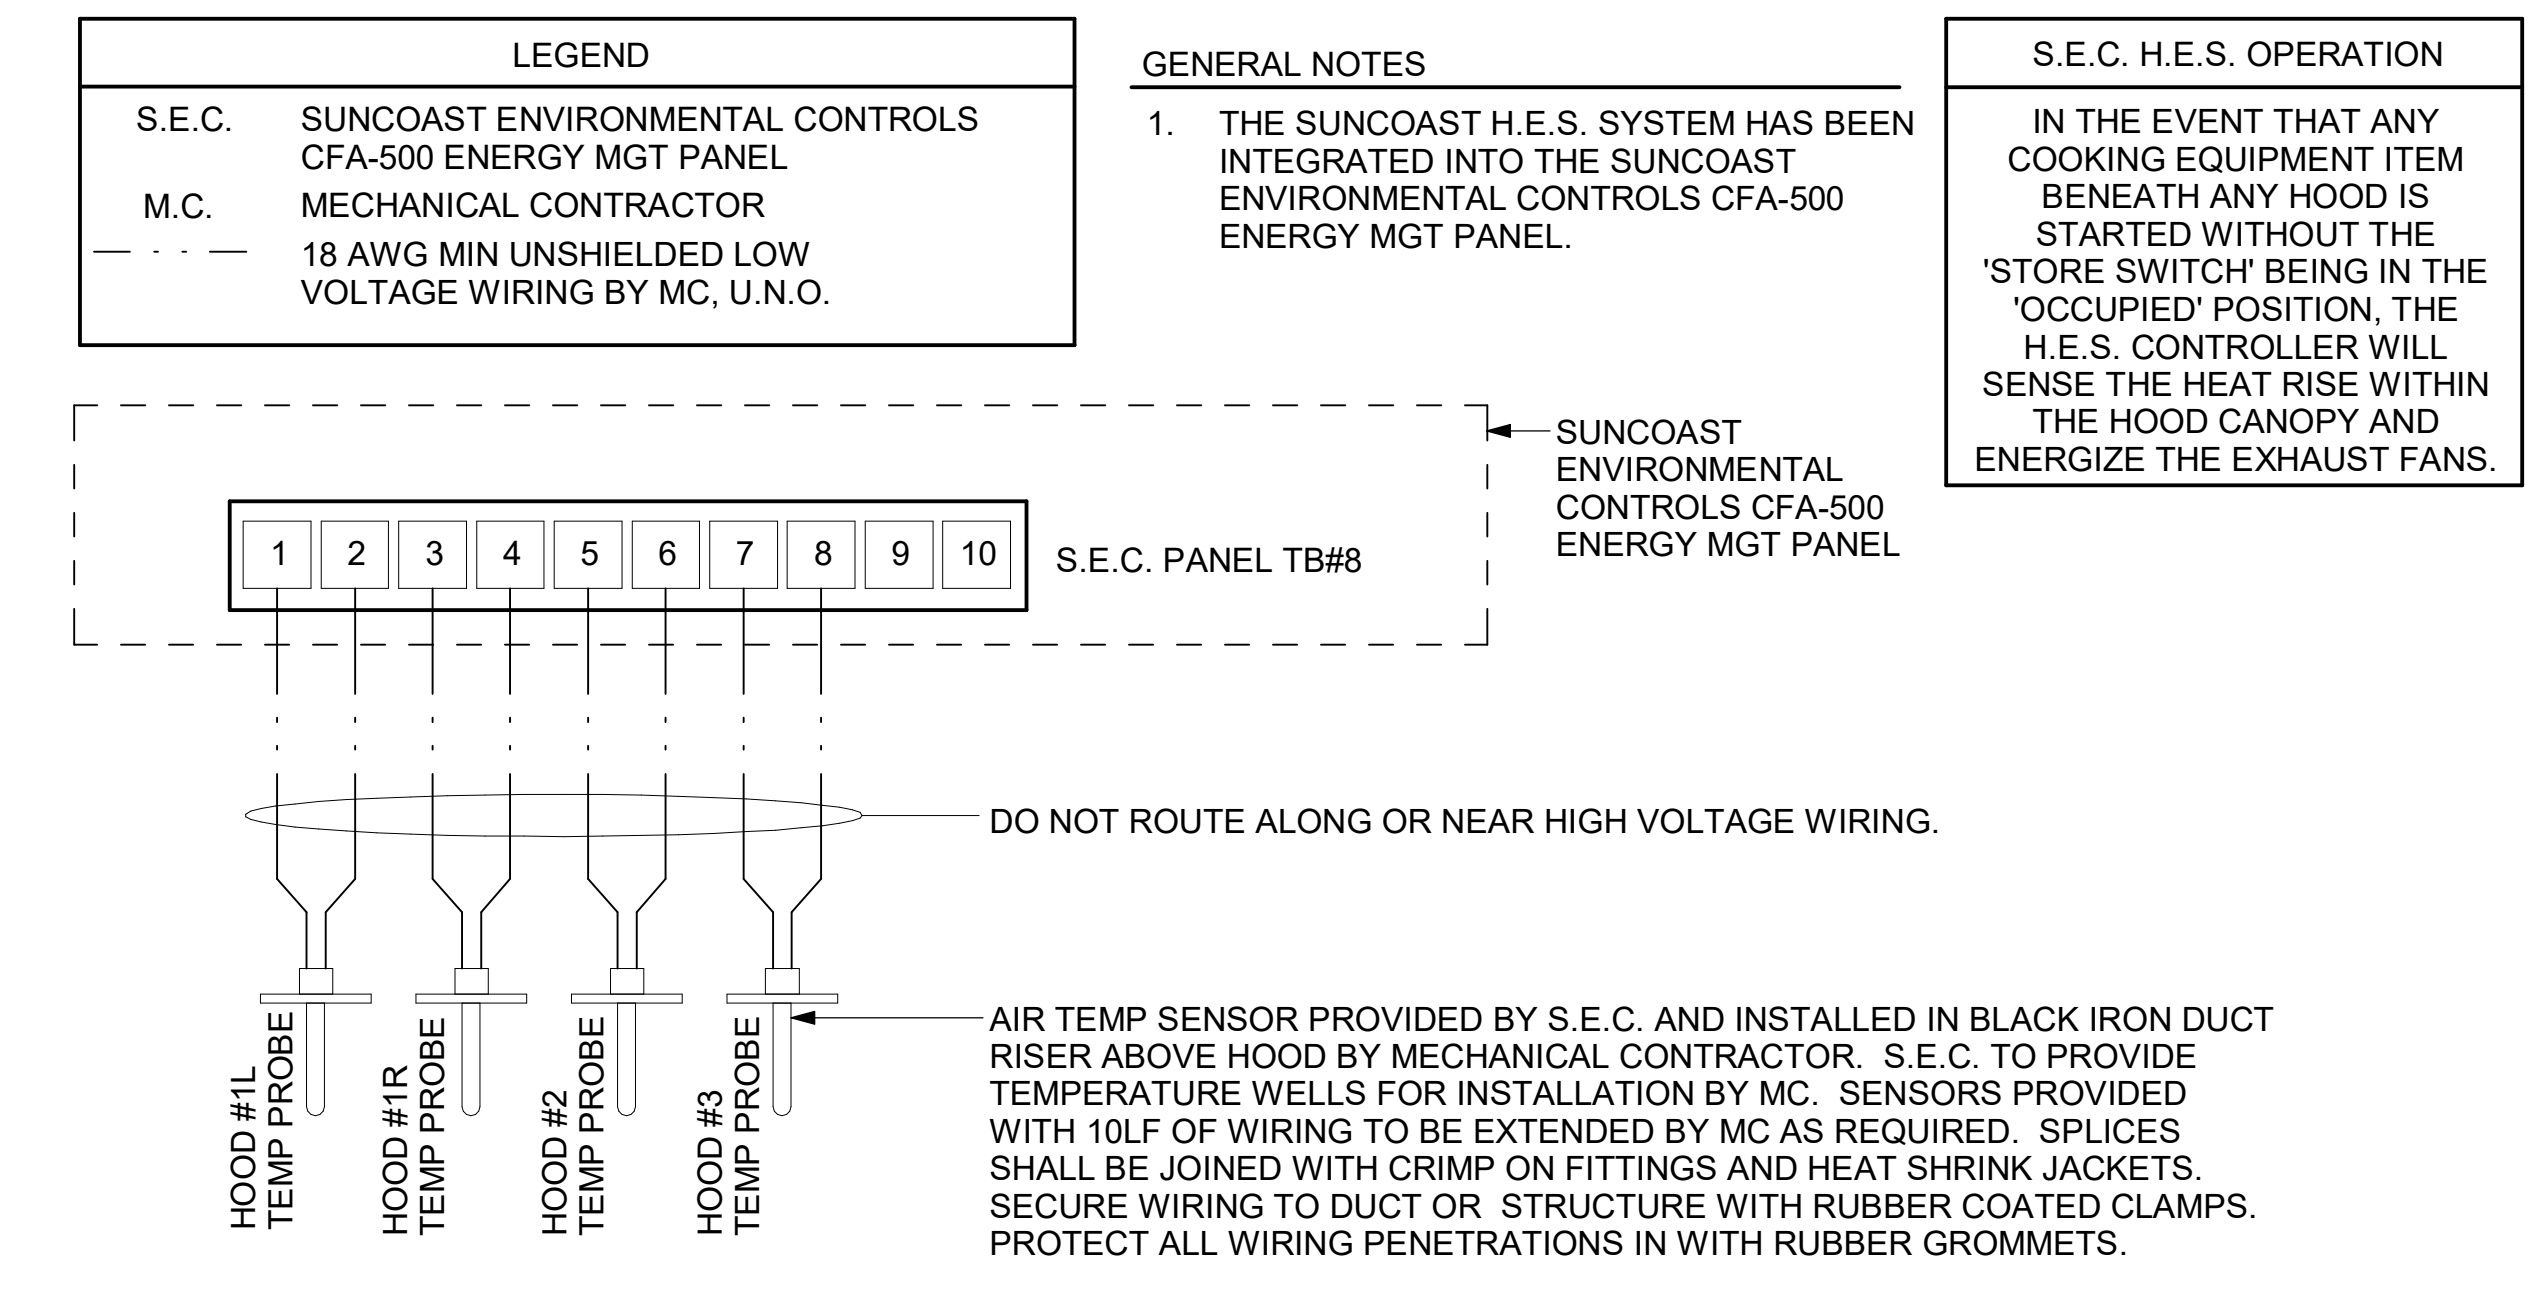 LEGEND
S.E.C. SUNCOAST ENVIRONMENTAL CONTROLS
CFA-500 ENERGY MGT PANEL
M.C. MECHANICAL CONTRACTOR
18 AWG MIN UNSHIELDED LOW
VOLTAGE WIRING BY MC, U.N.O.
GENERAL NOTES
1. THE SUNCOAST H.E.S. SYSTEM HAS BEEN
INTEGRATED INTO THE SUNCOAST
ENVIRONMENTAL CONTROLS CFA-500
ENERGY MGT PANEL.
S.E.C. H.E.S. OPERATION
IN THE EVENT THAT ANY
COOKING EQUIPMENT ITEM
BENEATH ANY HOOD IS
STARTED WITHOUT THE
'STORE SWITCH' BEING IN THE
'OCCUPIED' POSITION, THE
H.E.S. CONTROLLER WILL
SENSE THE HEAT RISE WITHIN
THE HOOD CANOPY AND
ENERGIZE THE EXHAUST FANS.
SUNCOAST
ENVIRONMENTAL
CONTROLS CFA-500
ENERGY MGT PANEL
1 2 3 4 5 6 7 8 9 10
S.E.C. PANEL TB#8
DO NOT ROUTE ALONG OR NEAR HIGH VOLTAGE WIRING.
HOOD #1L
TEMP PROBE
HOOD #1R
TEMP PROBE
HOOD #2
TEMP PROBE
HOOD #3
TEMP PROBE
AIR TEMP SENSOR PROVIDED BY S.E.C. AND INSTALLED IN BLACK IRON DUCT
RISER ABOVE HOOD BY MECHANICAL CONTRACTOR. S.E.C. TO PROVIDE
TEMPERATURE WELLS FOR INSTALLATION BY MC. SENSORS PROVIDED
WITH 10LF OF WIRING TO BE EXTENDED BY MC AS REQUIRED. SPLICES
SHALL BE JOINED WITH CRIMP ON FITTINGS AND HEAT SHRINK JACKETS.
SECURE WIRING TO DUCT OR STRUCTURE WITH RUBBER COATED CLAMPS.
PROTECT ALL WIRING PENETRATIONS IN WITH RUBBER GROMMETS.